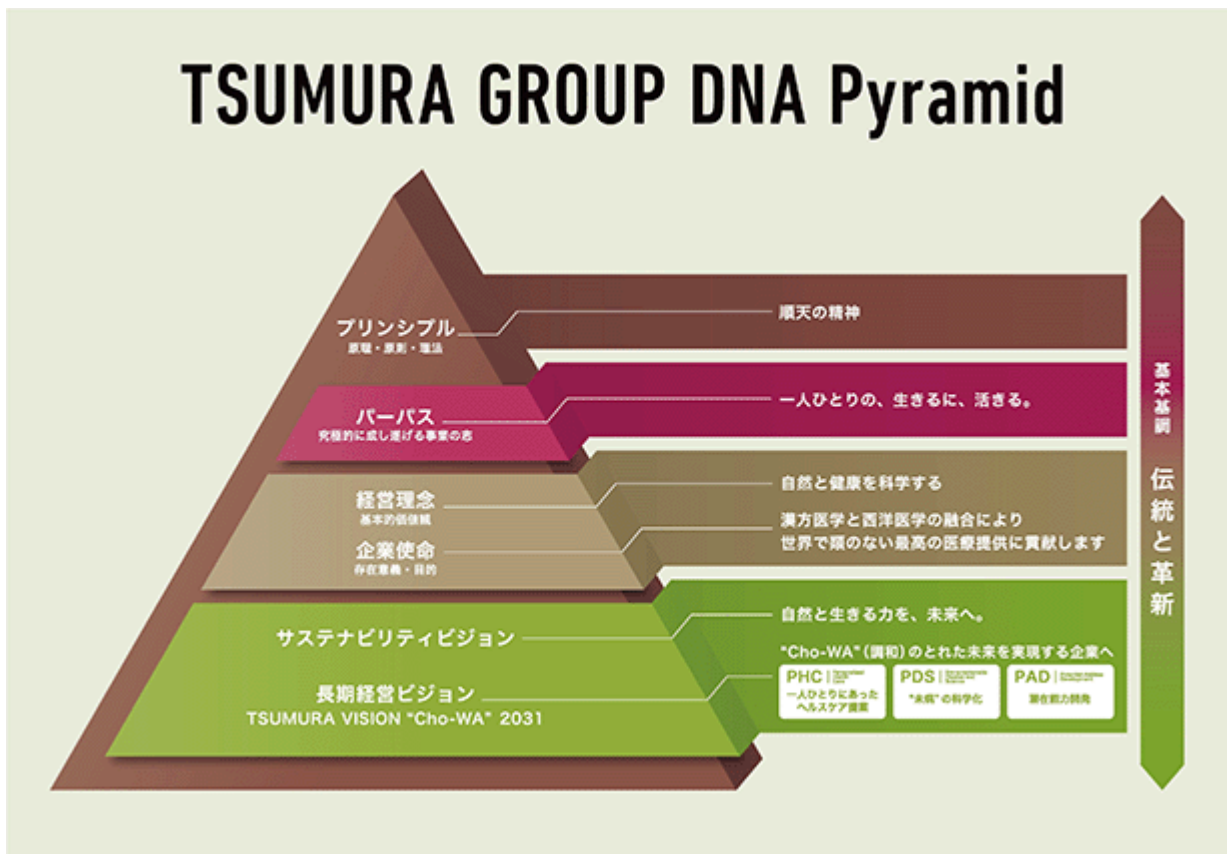 TSUMURA GROUP DNA Pyramid
プリンシプル
原理・原則・理法
順天の精神
パーパス
究極的に成し遂げる事業の志
一人ひとりの、生きるに、活きる。
経営理念
基本的価値観
自然と健康を科学する
企業使命
存在意義・目的
漢方医学と西洋医学の融合により
世界で類のない最高の医療提供に貢献します
サステナビリティビジョン
自然と生きる力を、未来へ。
長期経営ビジョン
TSUMURA VISION "Cho-WA" 2031
"Cho-WA"(調和)のとれた未来を実現する企業へ
PHC
一人ひとりにあった
ヘルスケア提案
PDS
"未病"の科学化
PAD
潜在能力開発
基本基調 伝統と革新